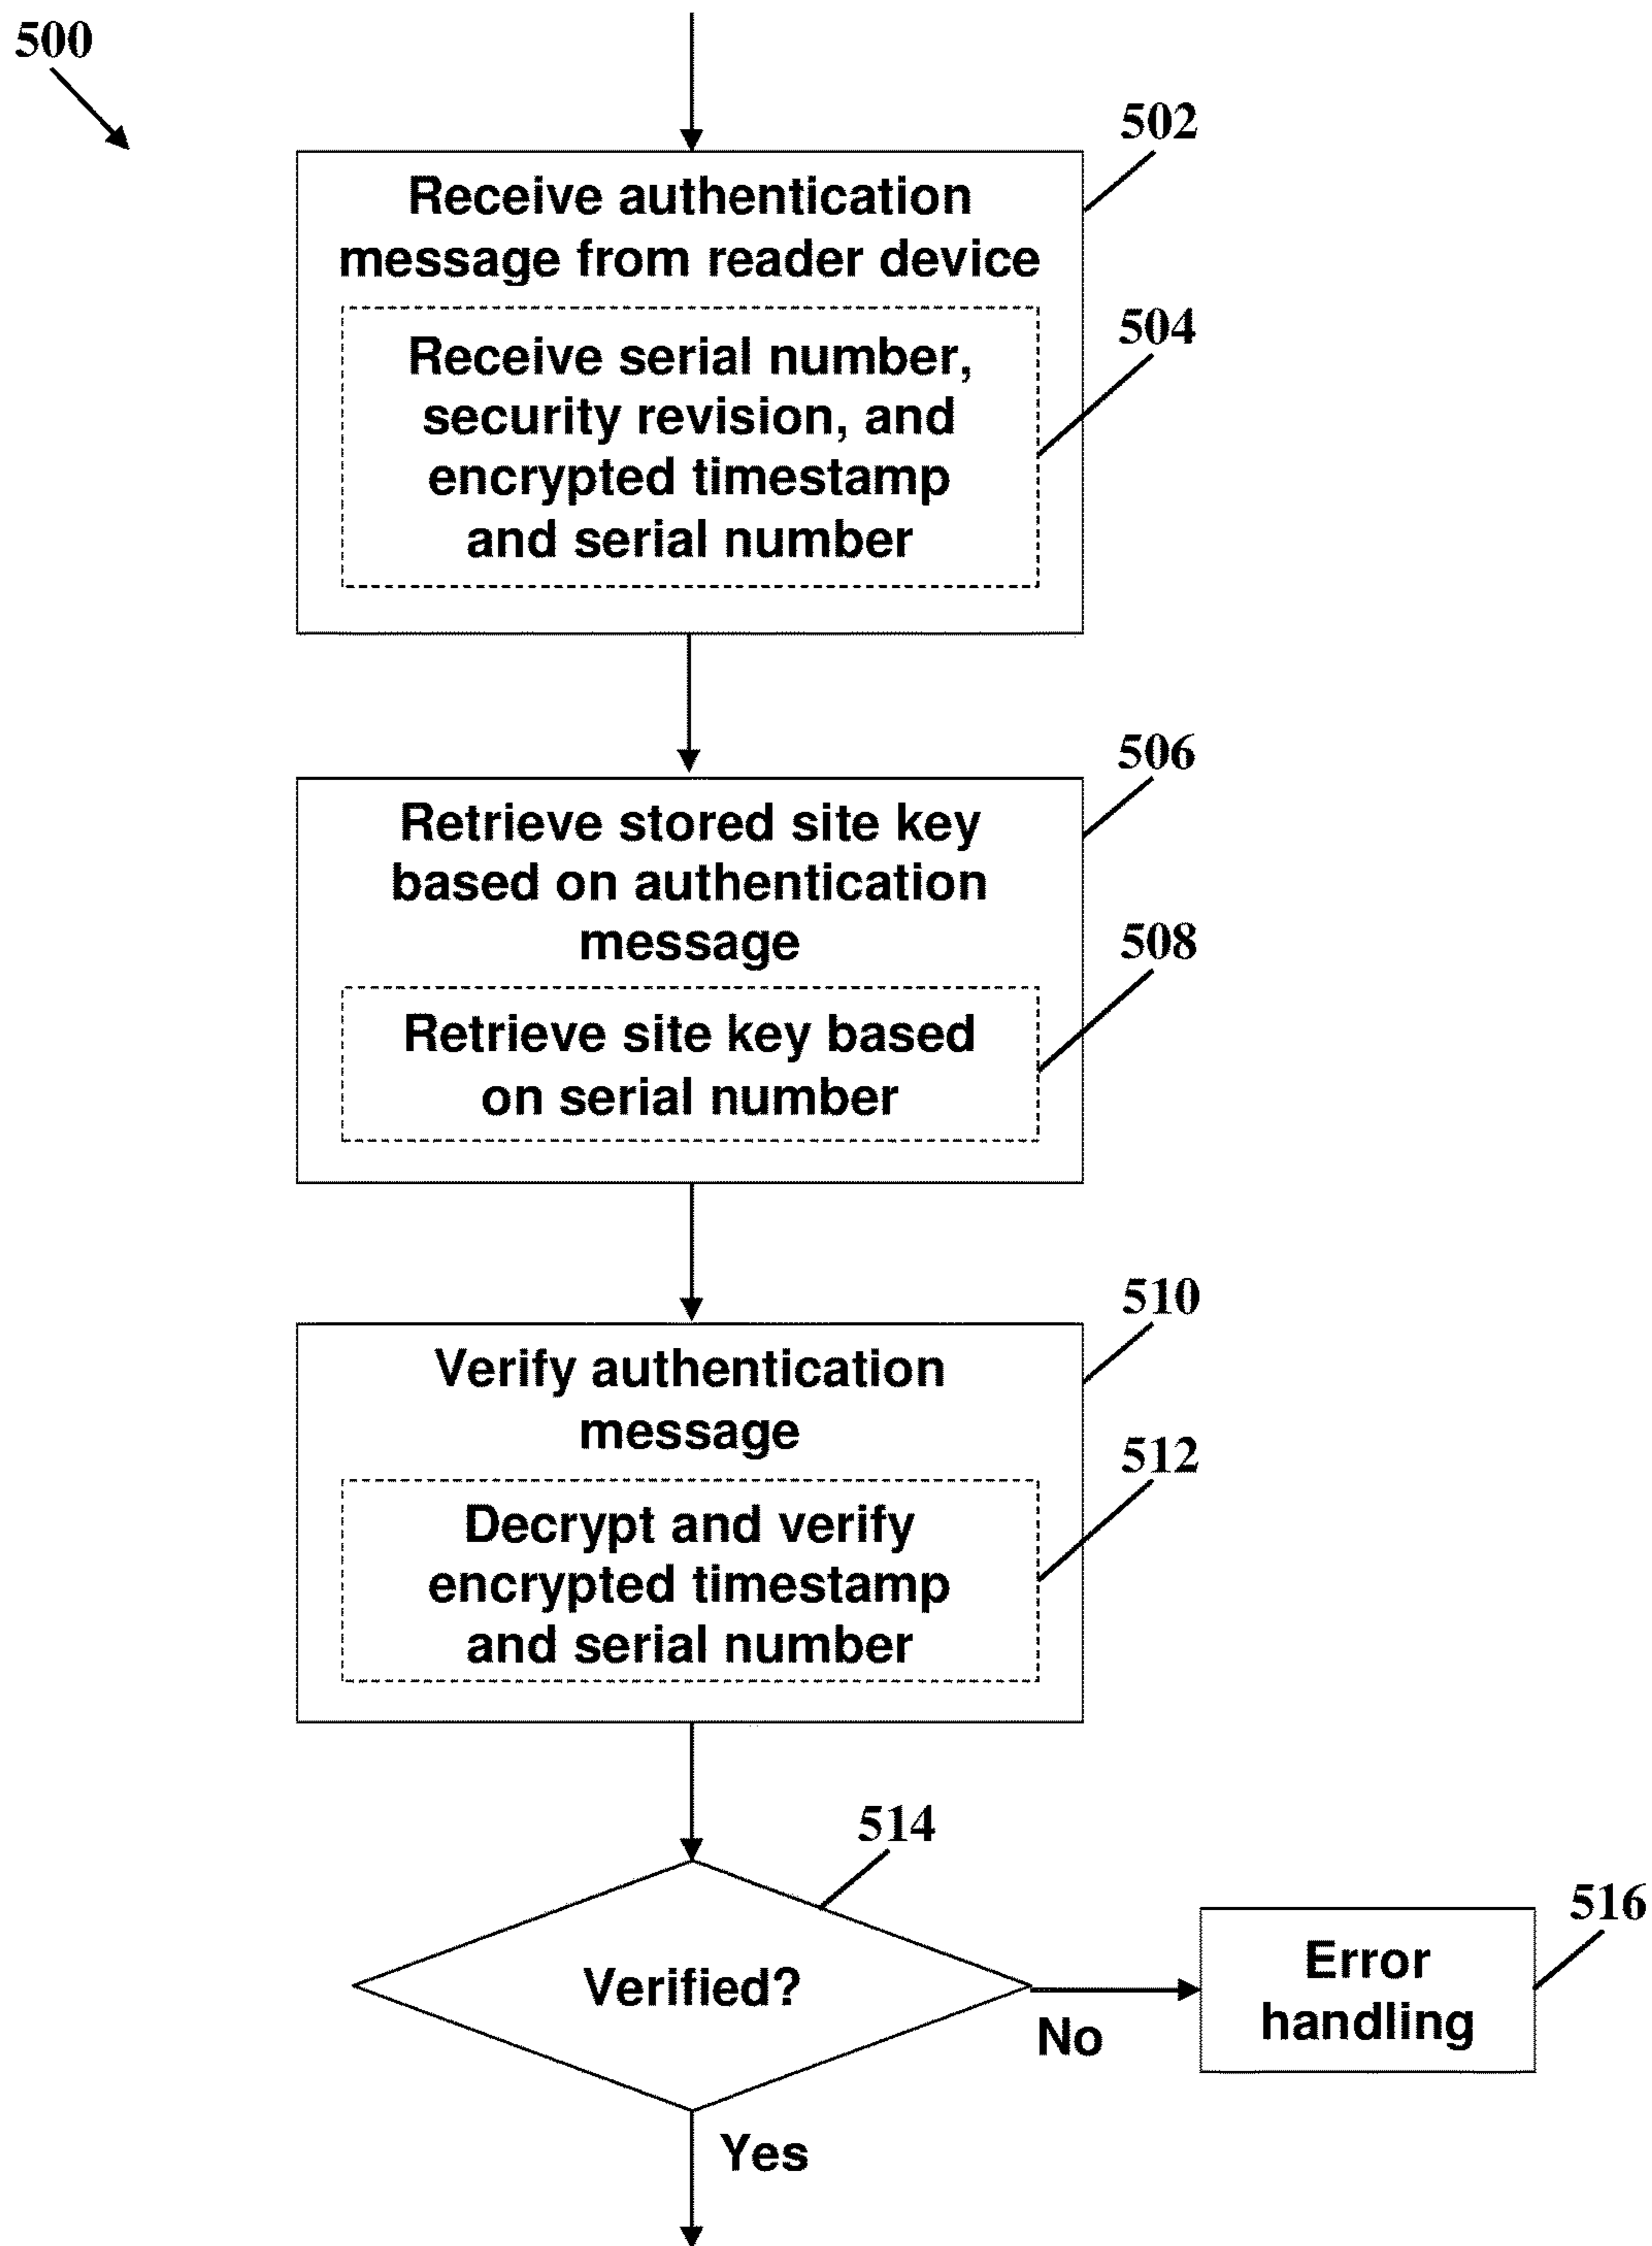 500
502
Receive authentication
message from reader device
504
Receive serial number,
security revision, and
encrypted timestamp
and serial number
506
Retrieve stored site key
based on authentication
message
508
Retrieve site key based
on serial number
510
Verify authentication
message
512
Decrypt and verify
encrypted timestamp
and serial number
514
Verified?
516
Error
handling
No
Yes